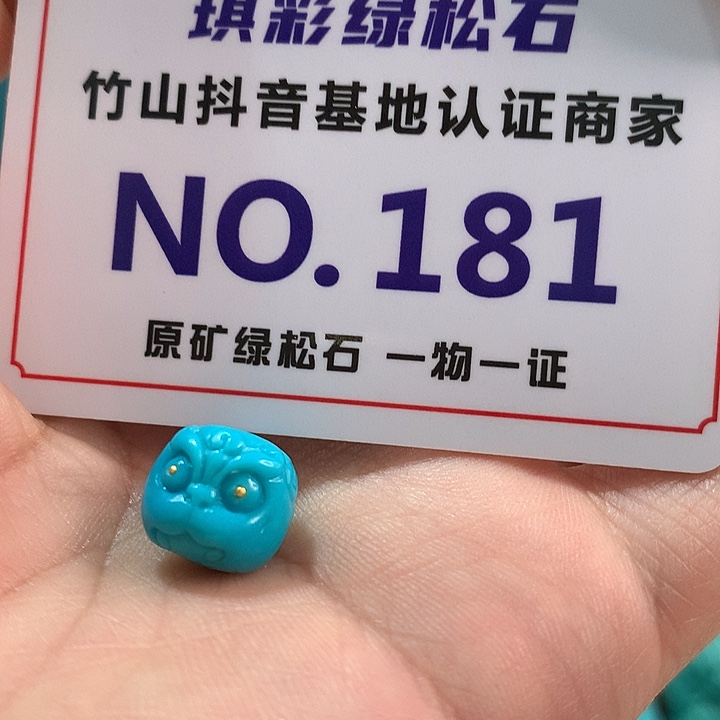 琪彩绿松石
竹山抖音基地认证商家
NO.181
原矿绿松石 一物一证